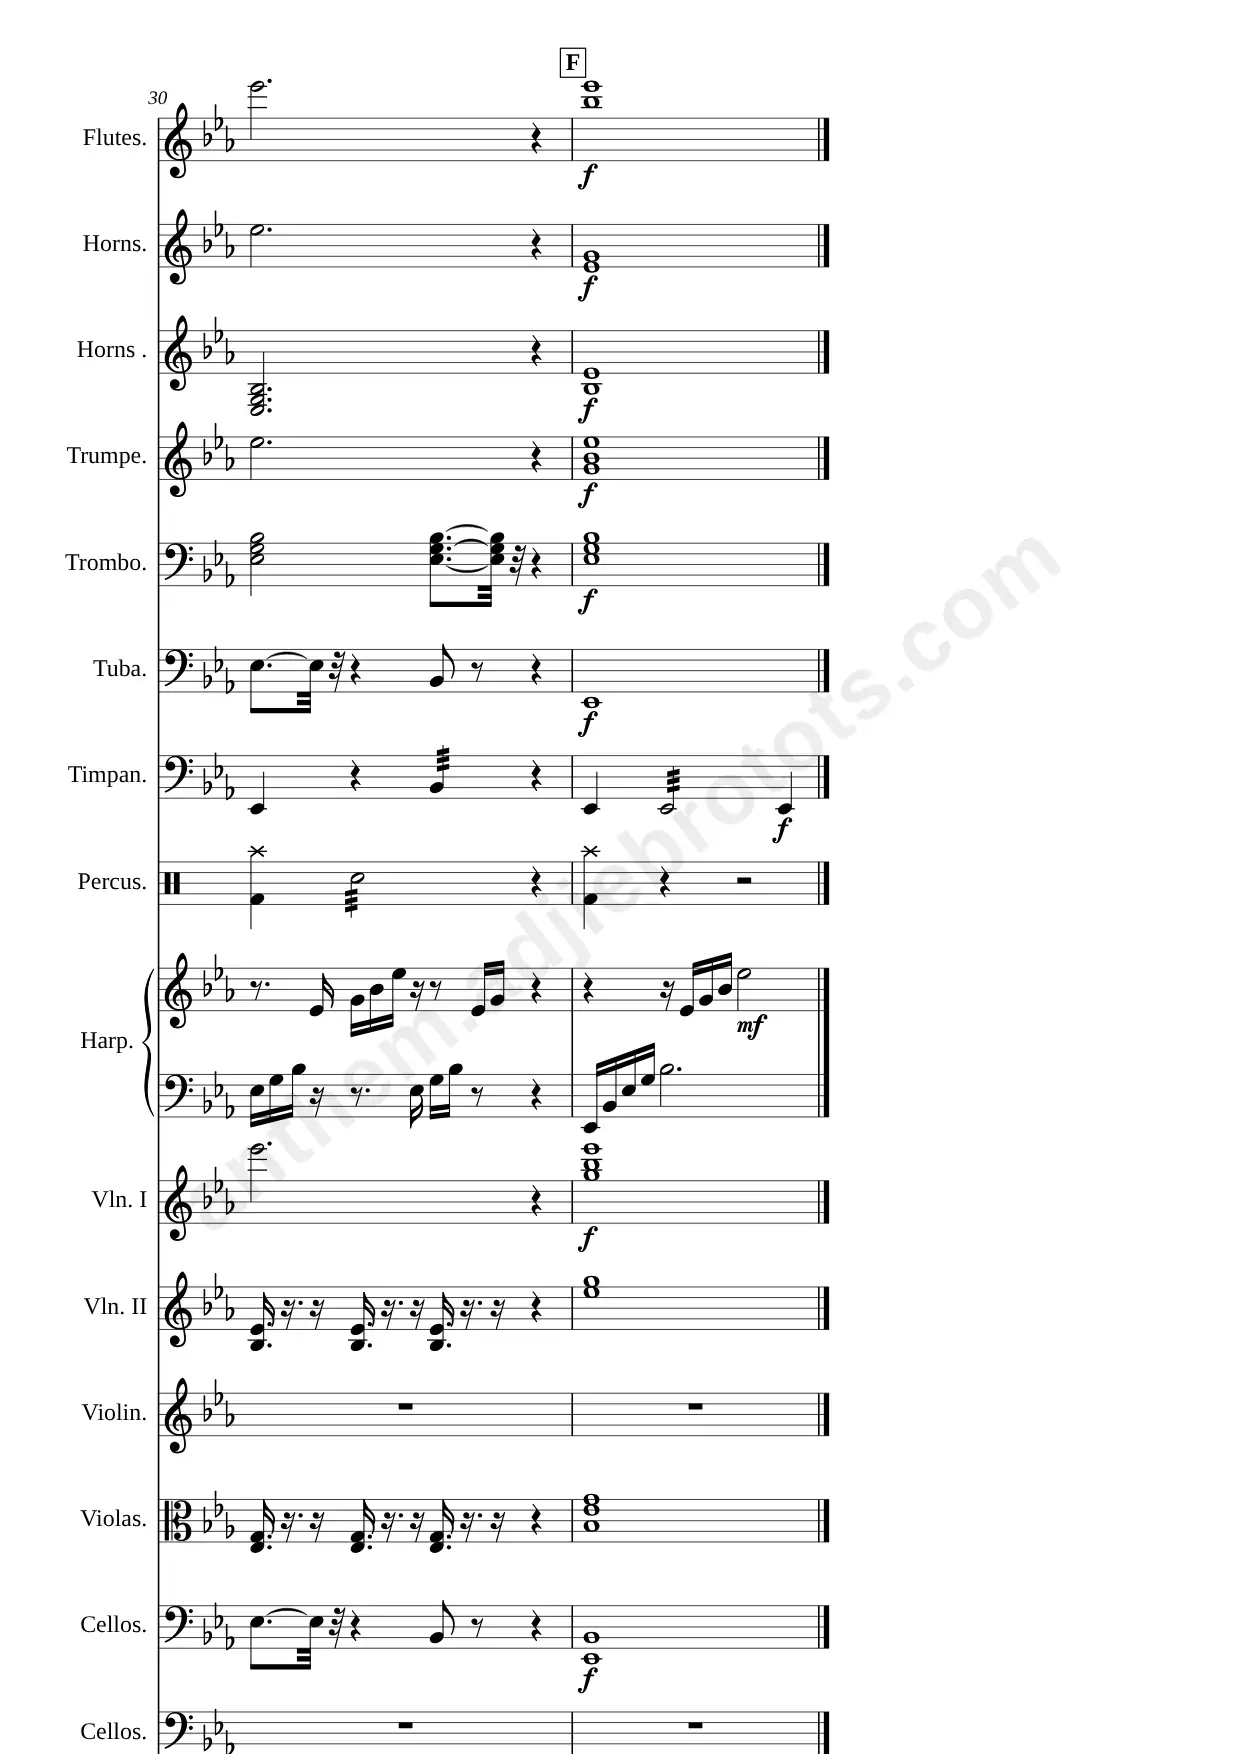 F
30
Flutes.
f
Horns.
f
Horns .
f
Trumpe.
f
Trombo.
f
Tuba.
f
Timpan.
f
Percus.
Harp.
mf
Vln. I
f
Vln. II
Violin.
Violas.
Cellos.
f
Cellos.
anthem.adjiebrotots.com